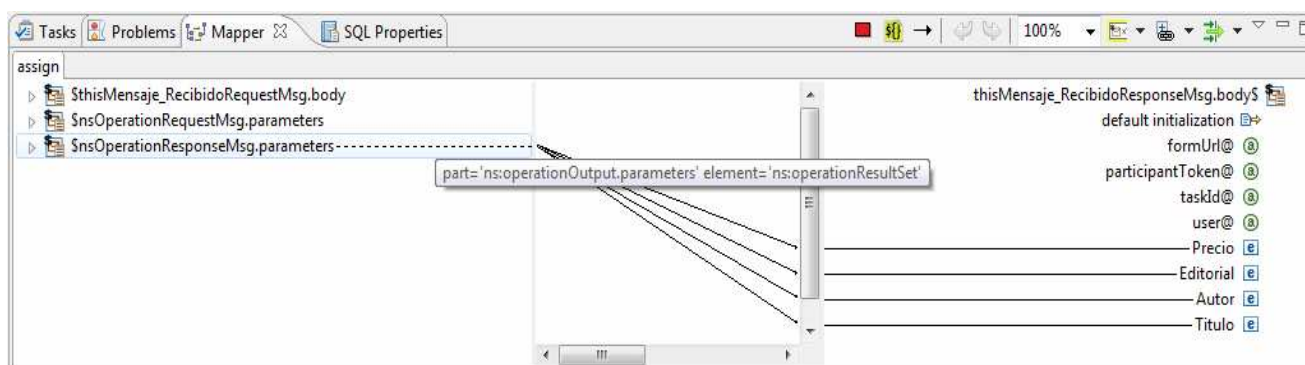 Tasks Problems Mapper SQL Properties 100%
assign
$thisMensaje_RecibidoRequestMsg.body
$nsOperationRequestMsg.parameters
$nsOperationResponseMsg.parameters
part='ns:operationOutput.parameters' element='ns:operationResultSet'
thisMensaje_RecibidoResponseMsg.body$
default initialization
formUrl@
participantToken@
taskId@
user@
Precio
Editorial
Autor
Titulo